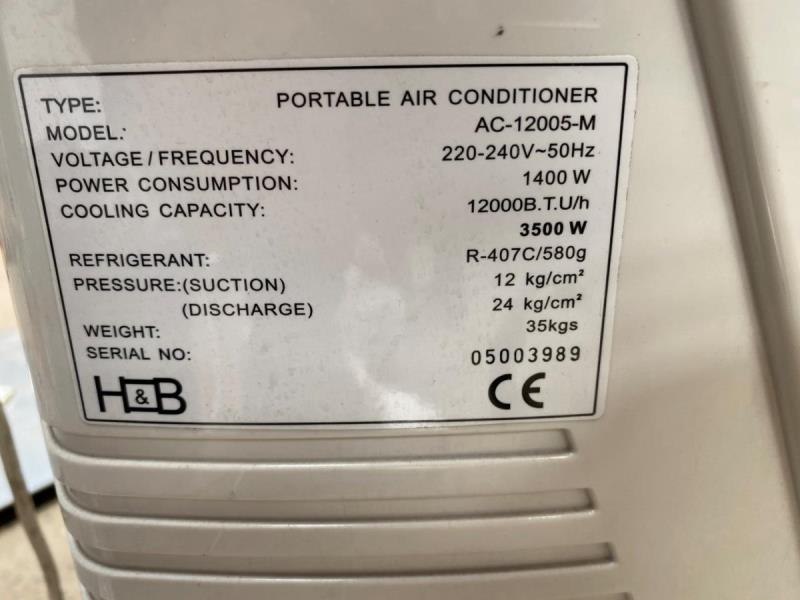 TYPE: PORTABLE AIR CONDITIONER
MODEL: AC-12005-M
VOLTAGE/FREQUENCY: 220-240V~50Hz
POWER CONSUMPTION: 1400 W
COOLING CAPACITY: 12000B.T.U/h
3500 W
REFRIGERANT: R-407C/580g
PRESSURE:(SUCTION) 12 kg/cm²
(DISCHARGE) 24 kg/cm²
WEIGHT: 35kgs
SERIAL NO: 05003989
H&B CE